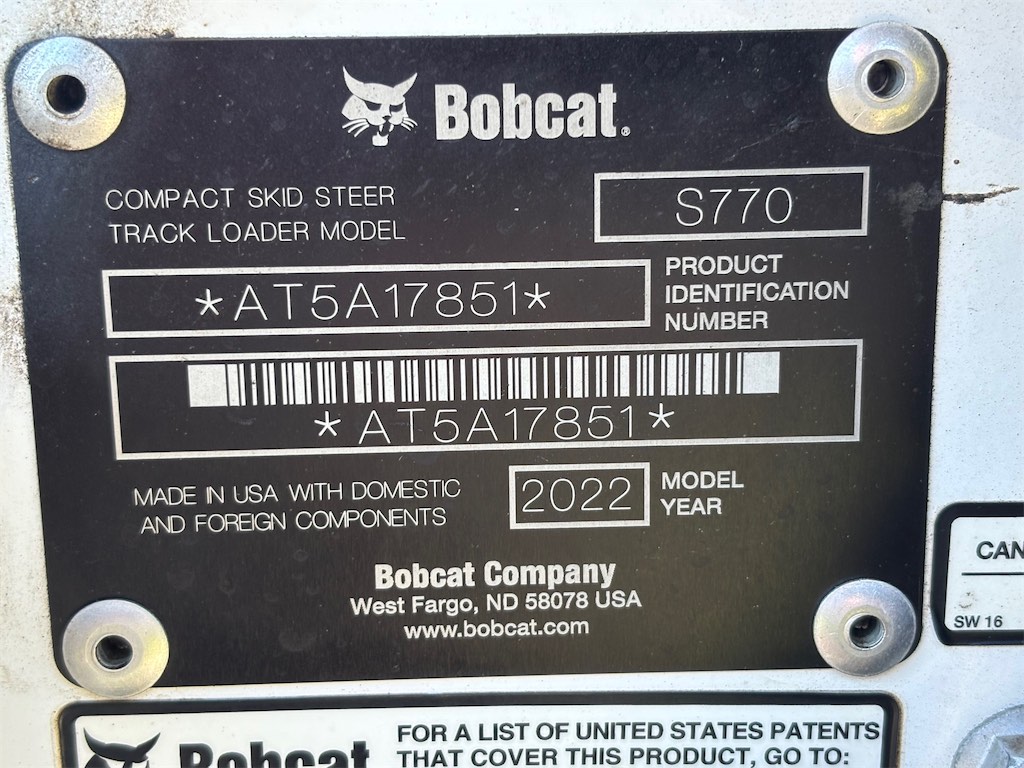 Bobcat®
COMPACT SKID STEER
TRACK LOADER MODEL
S770
*AT5A17851*
PRODUCT
IDENTIFICATION
NUMBER
*AT5A17851*
MADE IN USA WITH DOMESTIC
AND FOREIGN COMPONENTS
2022
MODEL
YEAR
Bobcat Company
West Fargo, ND 58078 USA
www.bobcat.com
CAN
SW 16
Bobcat
FOR A LIST OF UNITED STATES PATENTS
THAT COVER THIS PRODUCT, GO TO: